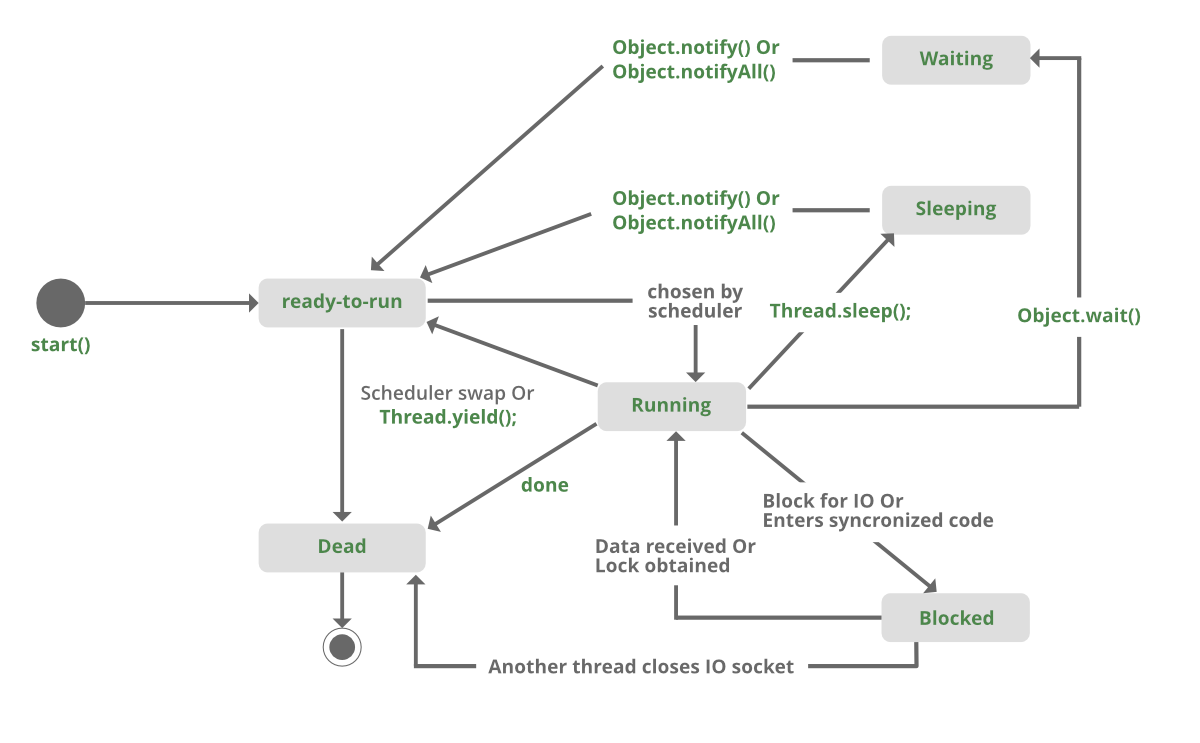 Object.notify() Or
Object.notifyAll()
Waiting
Object.notify() Or
Object.notifyAll()
Sleeping
ready-to-run
chosen by
scheduler
Thread.sleep();
Object.wait()
start()
Scheduler swap Or
Thread.yield();
Running
done
Block for IO Or
Enters syncronized code
Dead
Data received Or
Lock obtained
Blocked
Another thread closes IO socket